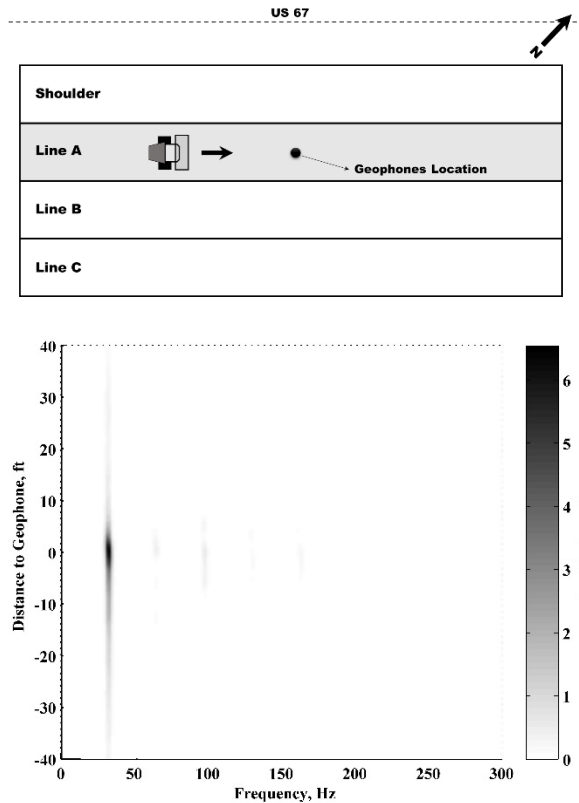 US 67
N
Shoulder
Line A
Geophones Location
Line B
Line C
40
30
20
10
0
-10
-20
-30
-40
Distance to Geophone, ft
0
50
100
150
200
250
300
Frequency, Hz
6
5
4
3
2
1
0